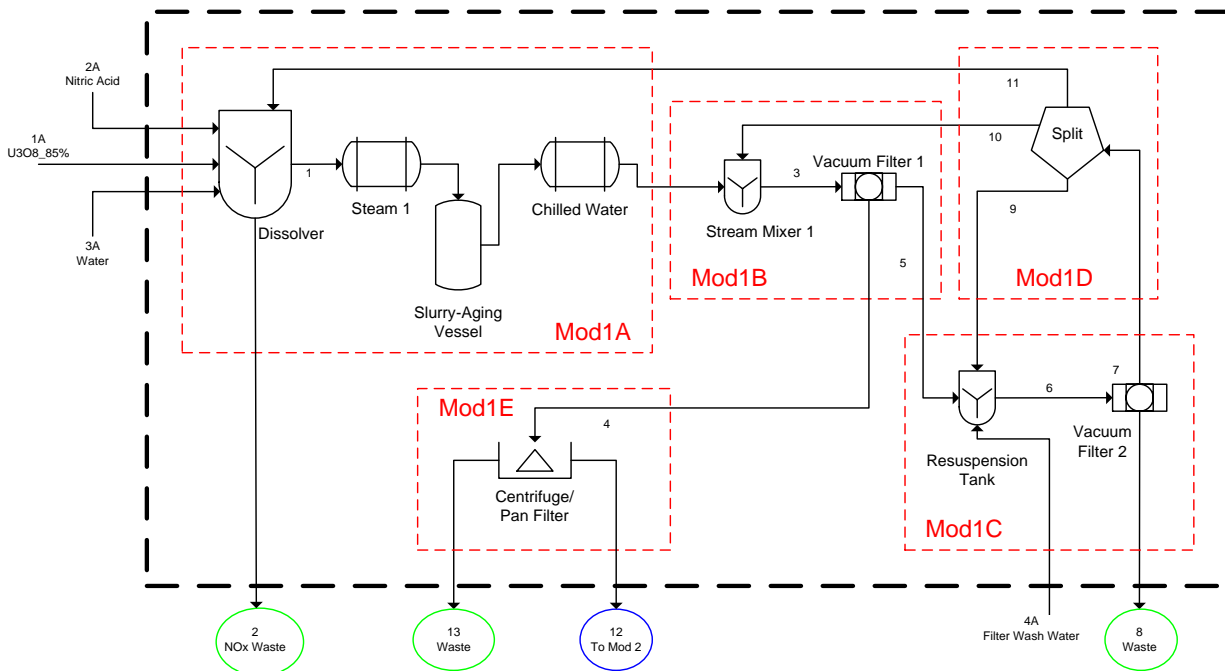 2A
Nitric Acid
1A
U3O8_85%
3A
Water
Dissolver
1
Steam 1
Slurry-Aging
Vessel
Chilled Water
Mod1A
Stream Mixer 1
3
Vacuum Filter 1
Mod1B
5
11
10
Split
9
Mod1D
Mod1E
4
Centrifuge/
Pan Filter
Resuspension
Tank
6
7
Vacuum
Filter 2
Mod1C
2
NOx Waste
13
Waste
12
To Mod 2
4A
Filter Wash Water
8
Waste